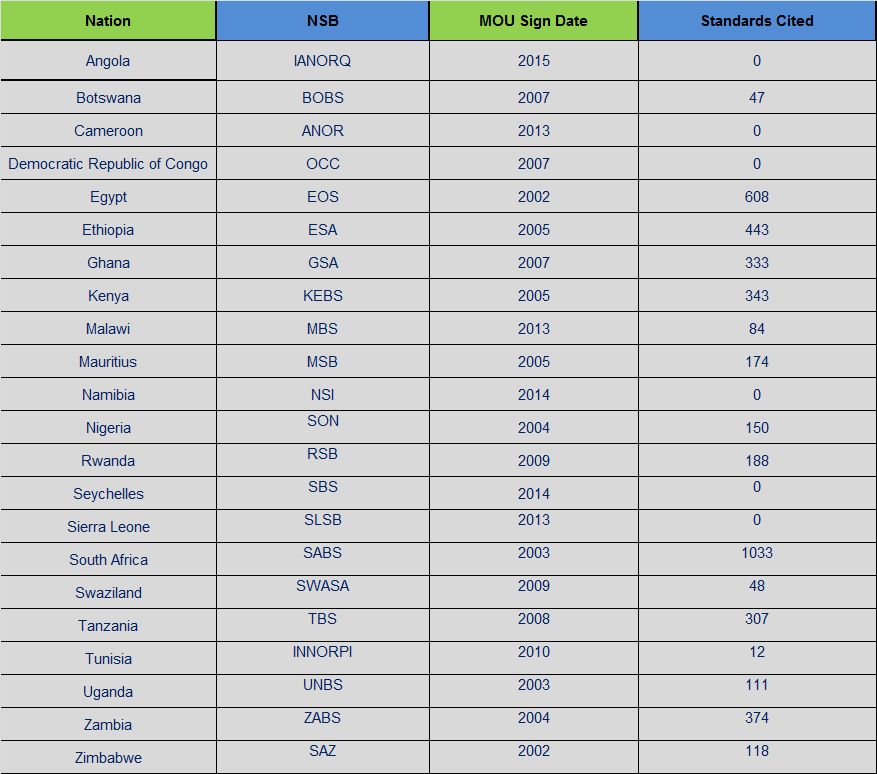 Nation NSB MOU Sign Date Standards Cited
Angola IANORQ 2015 0
Botswana BOBS 2007 47
Cameroon ANOR 2013 0
Democratic Republic of Congo OCC 2007 0
Egypt EOS 2002 608
Ethiopia ESA 2005 443
Ghana GSA 2007 333
Kenya KEBS 2005 343
Malawi MBS 2013 84
Mauritius MSB 2005 174
Namibia NSI 2014 0
Nigeria SON 2004 150
Rwanda RSB 2009 188
Seychelles SBS 2014 0
Sierra Leone SLSB 2013 0
South Africa SABS 2003 1033
Swaziland SWASA 2009 48
Tanzania TBS 2008 307
Tunisia INNORPI 2010 12
Uganda UNBS 2003 111
Zambia ZABS 2004 374
Zimbabwe SAZ 2002 118